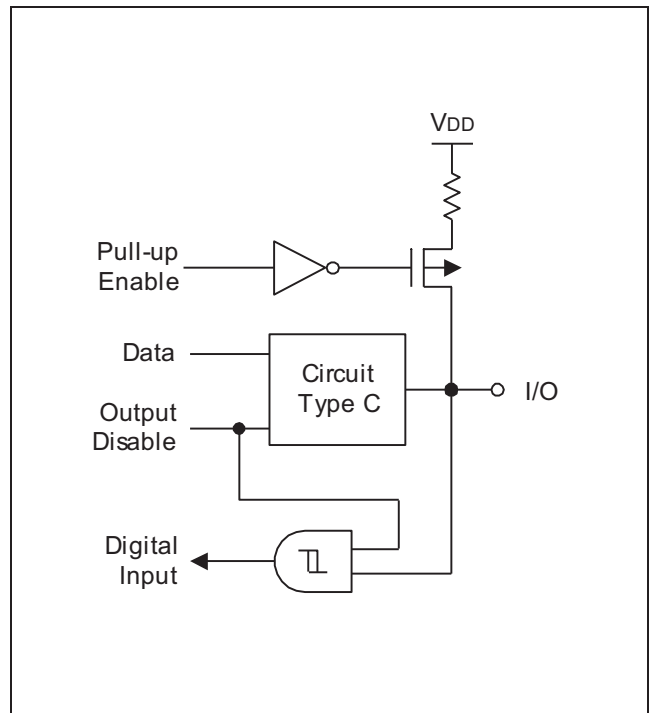 VDD
Pull-up
Enable
Data
Circuit
Type C
I/O
Output
Disable
Digital
Input